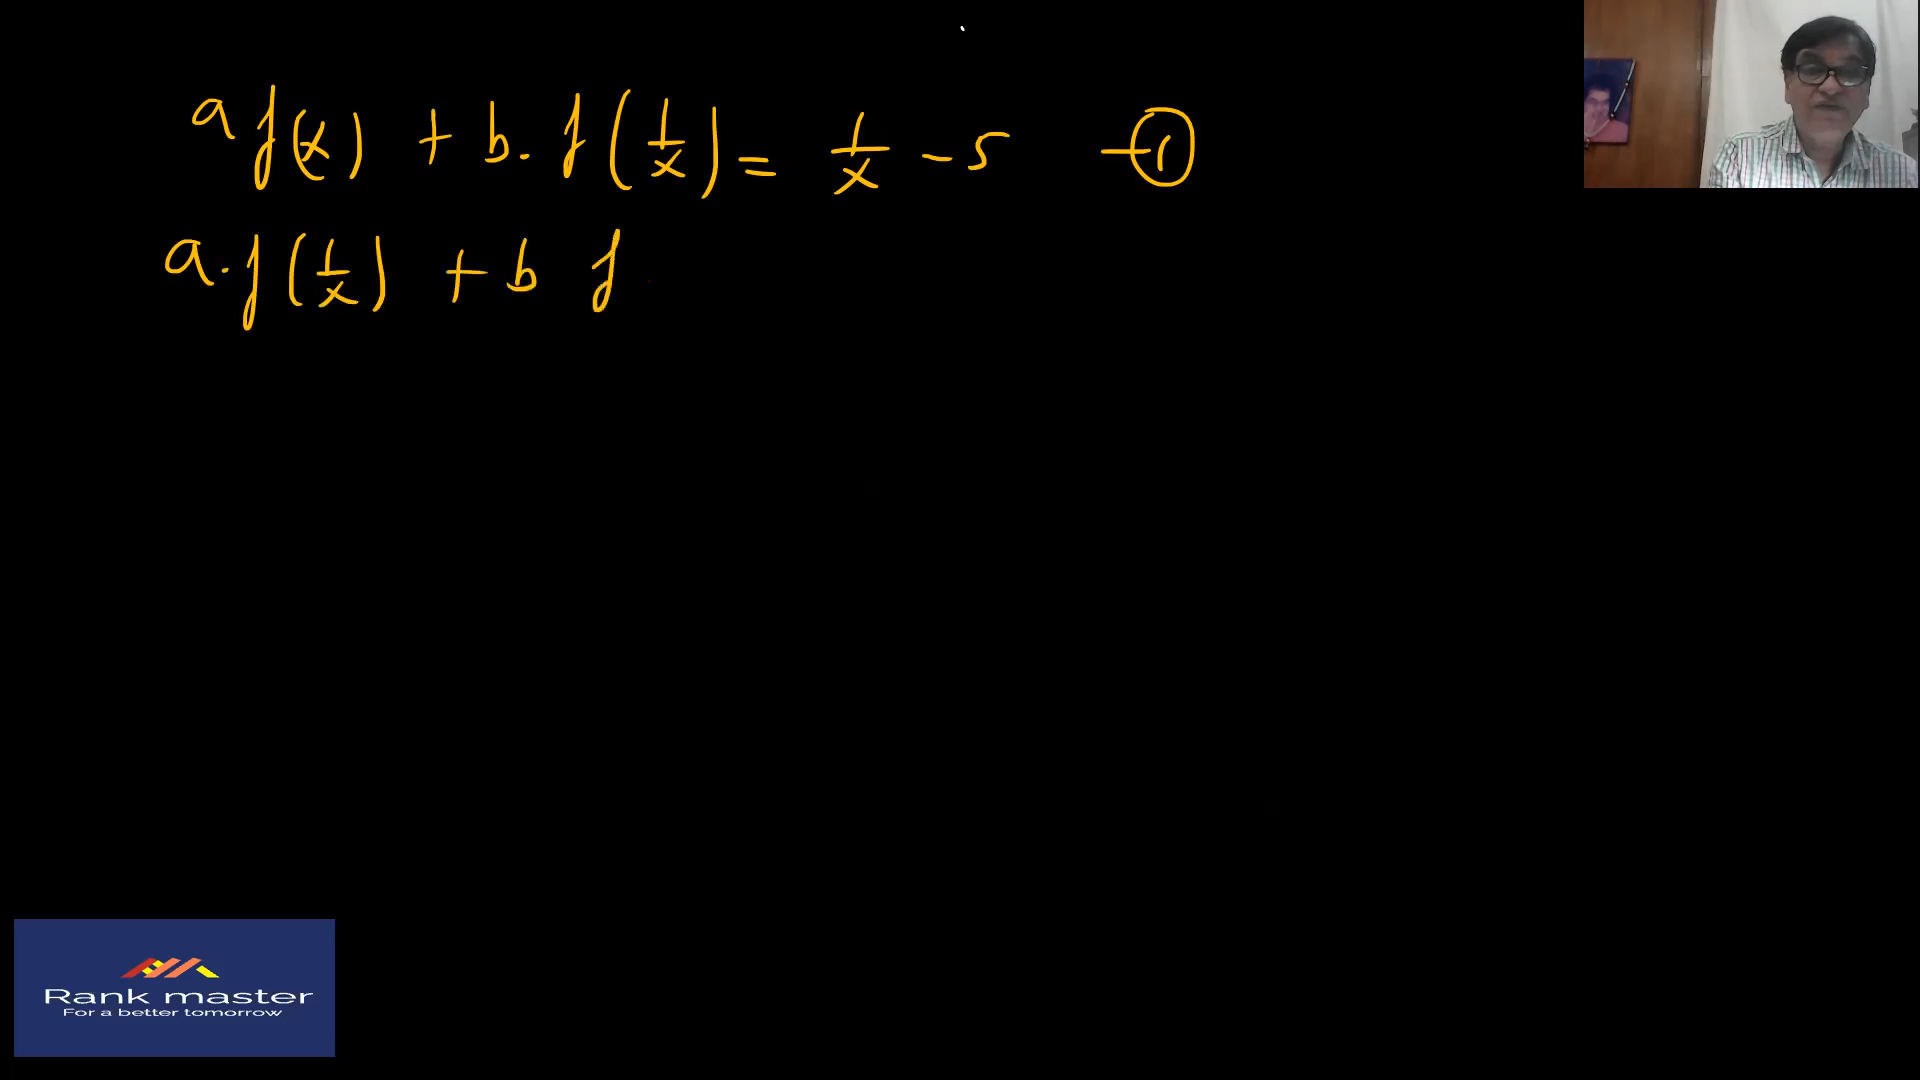 a f(x) + b. f(1/x) = 1/x - 5 —①
a. f(1/x) + b f
Rank master
For a better tomorrow